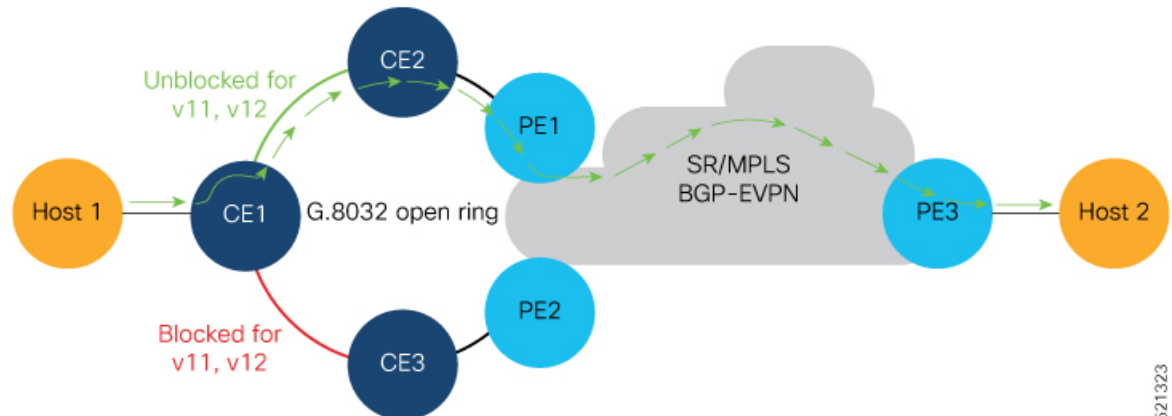 CE2
Unblocked for
v11, v12
PE1
SR/MPLS
BGP-EVPN
Host 1
CE1
G.8032 open ring
PE3
Host 2
PE2
Blocked for
v11, v12
CE3